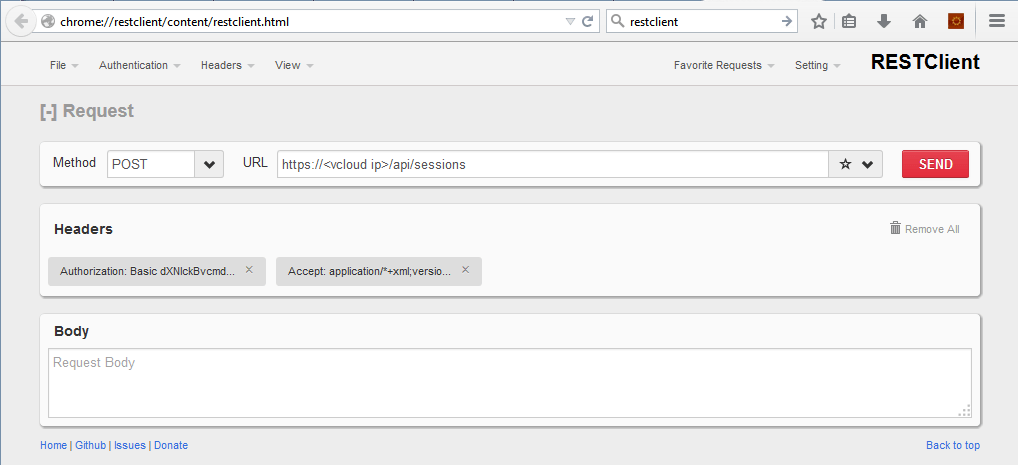 chrome://restclient/content/restclient.html restclient
File Authentication Headers View Favorite Requests Setting RESTClient
[-] Request
Method POST URL https://<vcloud ip>/api/sessions SEND
Headers Remove All
Authorization: Basic dXNlckBvcmd... Accept: application/*+xml;versio...
Body
Request Body
Home | Github | Issues | Donate Back to top